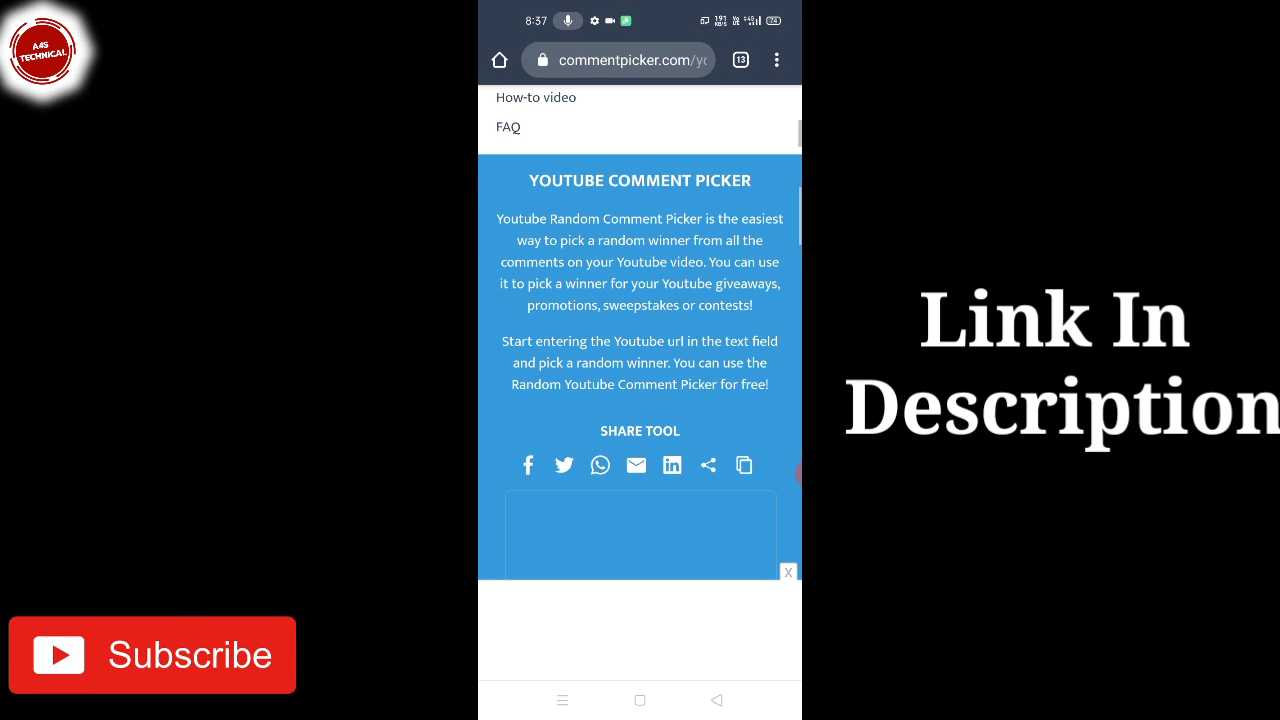 A4S
TECHNICAL
8:37
191
KB/S
74
commentpicker.com/yo
13
How-to video
FAQ
YOUTUBE COMMENT PICKER
Youtube Random Comment Picker is the easiest
way to pick a random winner from all the
comments on your Youtube video. You can use
it to pick a winner for your Youtube giveaways,
promotions, sweepstakes or contests!
Start entering the Youtube url in the text field
and pick a random winner. You can use the
Random Youtube Comment Picker for free!
SHARE TOOL
X
Link In
Description
Subscribe